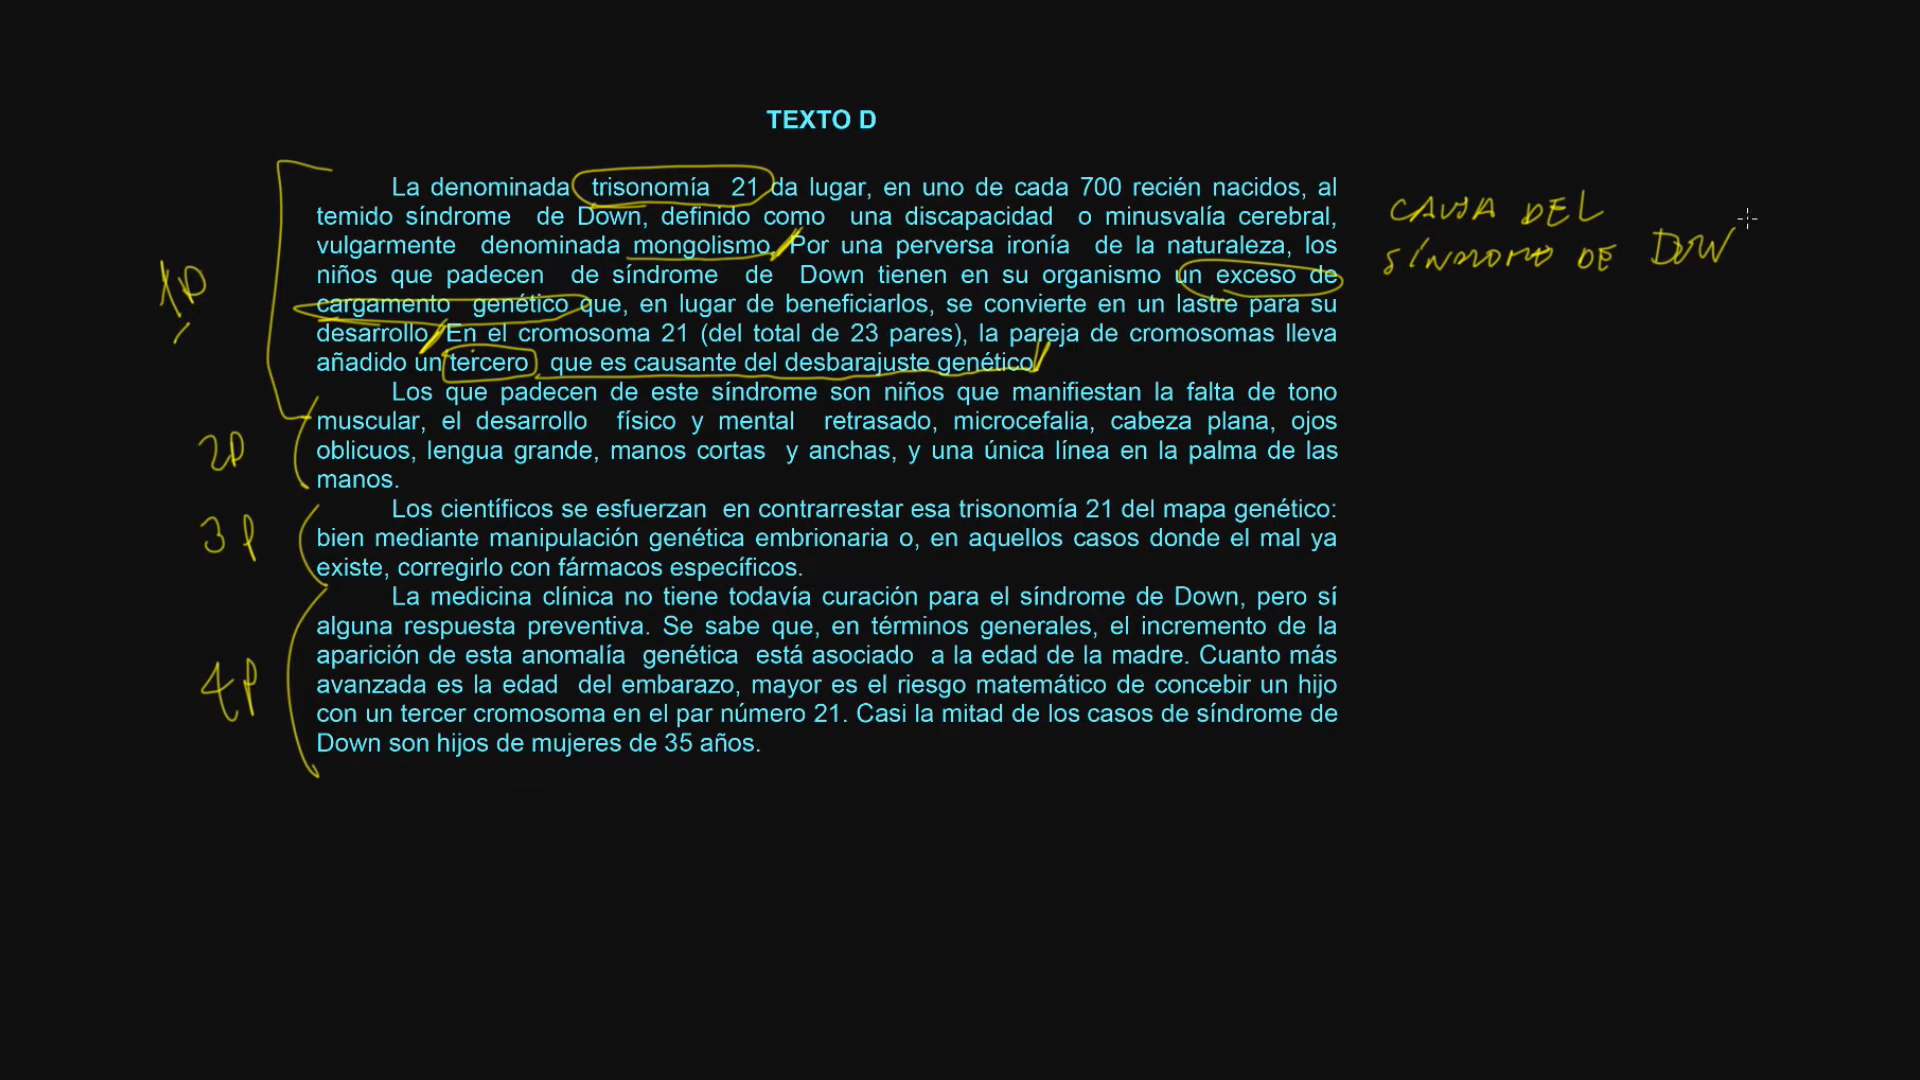 TEXTO D
La denominada trisonomía 21 da lugar, en uno de cada 700 recién nacidos, al
temido síndrome de Down, definido como una discapacidad o minusvalía cerebral,
vulgarmente denominada mongolismo. Por una perversa ironía de la naturaleza, los
niños que padecen de síndrome de Down tienen en su organismo un exceso de
cargamento genético que, en lugar de beneficiarlos, se convierte en un lastre para su
desarrollo. En el cromosoma 21 (del total de 23 pares), la pareja de cromosomas lleva
añadido un tercero que es causante del desbarajuste genético.
Los que padecen de este síndrome son niños que manifiestan la falta de tono
muscular, el desarrollo físico y mental retrasado, microcefalia, cabeza plana, ojos
oblicuos, lengua grande, manos cortas y anchas, y una única línea en la palma de las
manos.
Los científicos se esfuerzan en contrarrestar esa trisonomía 21 del mapa genético:
bien mediante manipulación genética embrionaria o, en aquellos casos donde el mal ya
existe, corregirlo con fármacos específicos.
La medicina clínica no tiene todavía curación para el síndrome de Down, pero sí
alguna respuesta preventiva. Se sabe que, en términos generales, el incremento de la
aparición de esta anomalía genética está asociado a la edad de la madre. Cuanto más
avanzada es la edad del embarazo, mayor es el riesgo matemático de concebir un hijo
con un tercer cromosoma en el par número 21. Casi la mitad de los casos de síndrome de
Down son hijos de mujeres de 35 años.
1P
2P
3P
4P
CAUSA DEL
SÍNDROMO DE DOWN